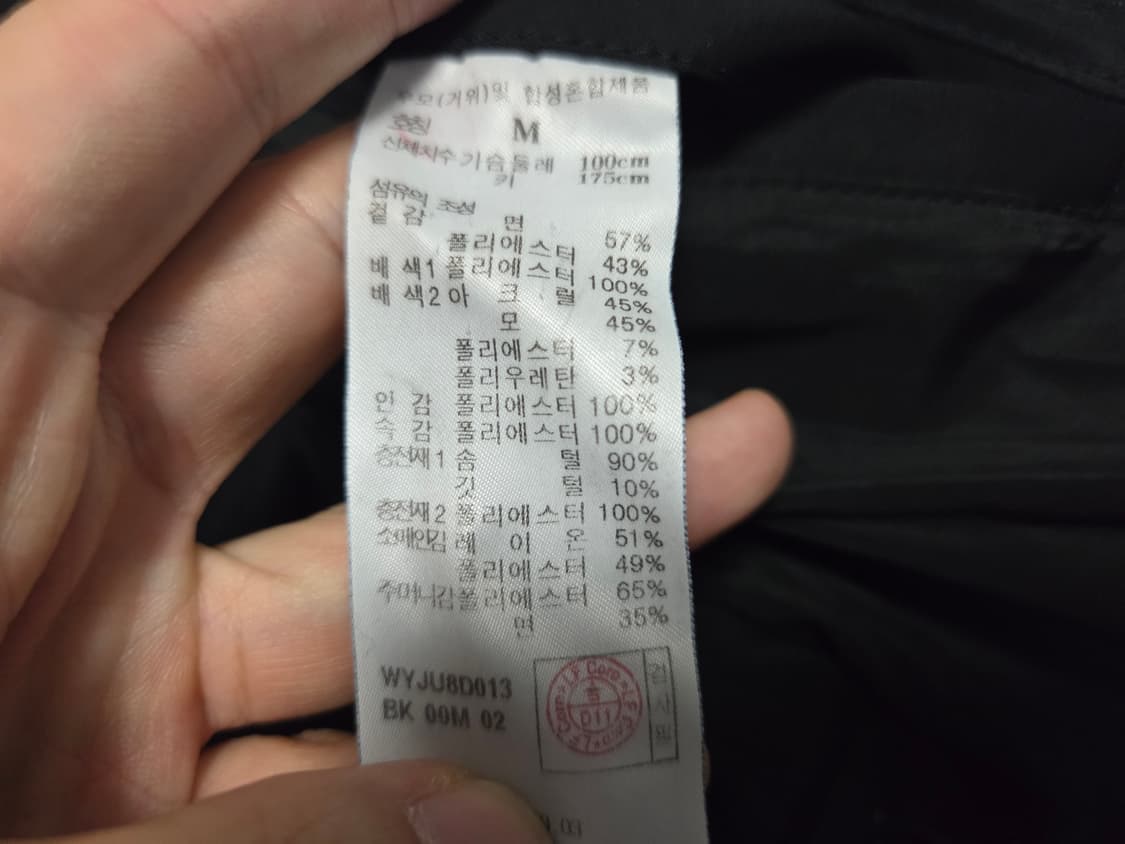 우모(거위)및 합성혼합제품
호칭 M
신체치수 가슴둘레 100cm
키 175cm
섬유의 조성
겉 감 면 57%
폴리에스터 43%
배 색1 폴리에스터 100%
배 색2 아 크 릴 45%
모 45%
폴리에스터 7%
폴리우레탄 3%
안 감 폴리에스터 100%
속 감 폴리에스터 100%
충전재1 솜 털 90%
깃 털 10%
충전재2 폴리에스터 100%
소매안감 레 이 온 51%
폴리에스터 49%
주머니감 폴리에스터 65%
면 35%
WYJU8D013
BK 00M 02
LF Corp
D11
검사필
.03